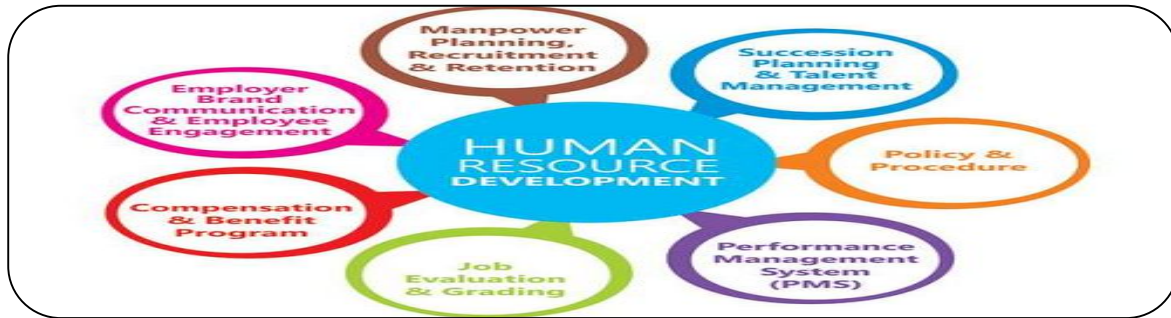 Manpower
Planning,
Recruitment
& Retention
Succession
Planning
& Talent
Management
Employer
Brand
Communication
& Employee
Engagement
HUMAN
RESOURCE
DEVELOPMENT
Policy &
Procedure
Compensation
& Benefit
Program
Job
Evaluation
& Grading
Performance
Management
System
(PMS)